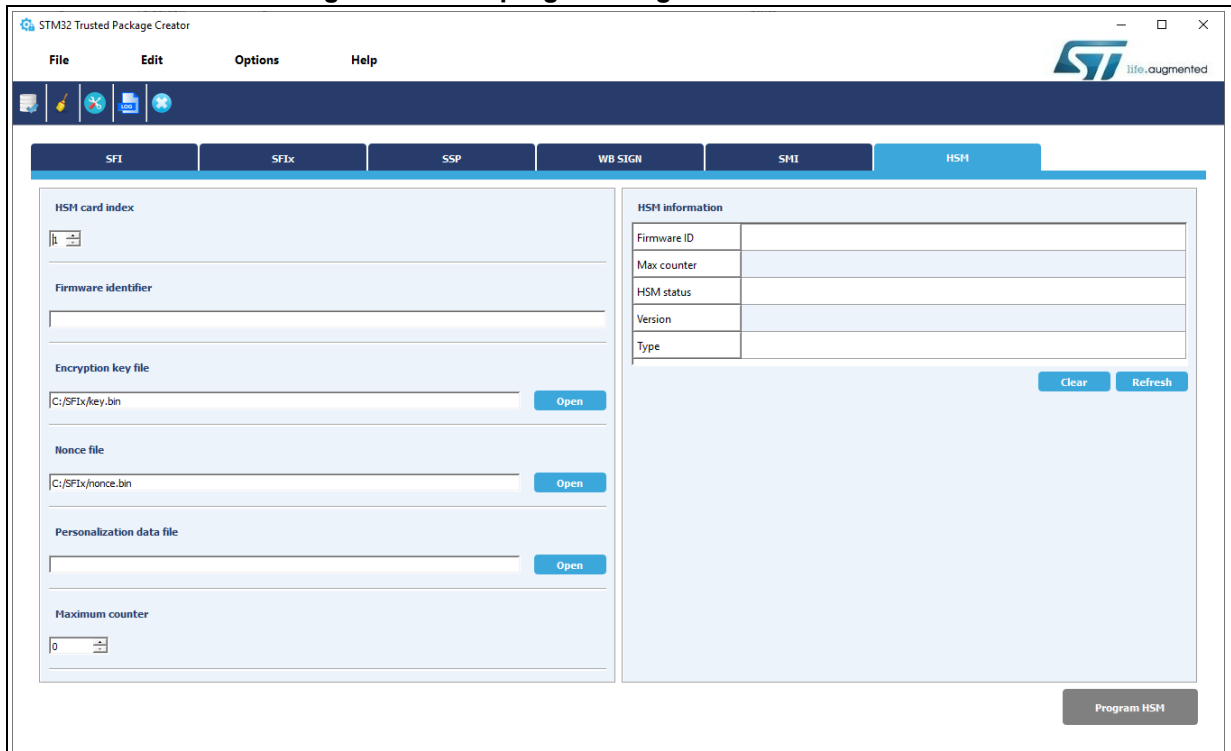 STM32 Trusted Package Creator
File Edit Options Help
life.augmented
LOG
SFI SFIx SSP WB SIGN SMI HSM
HSM card index
1
Firmware identifier
Encryption key file
C:/SFIx/key.bin Open
Nonce file
C:/SFIx/nonce.bin Open
Personalization data file
Open
Maximum counter
0
HSM information
Firmware ID
Max counter
HSM status
Version
Type
Clear Refresh
Program HSM